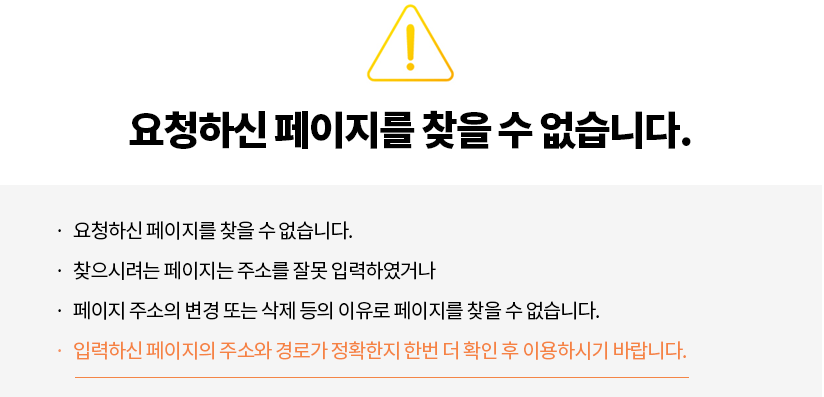 요청하신 페이지를 찾을 수 없습니다.
· 요청하신 페이지를 찾을 수 없습니다.
· 찾으시려는 페이지는 주소를 잘못 입력하였거나
· 페이지 주소의 변경 또는 삭제 등의 이유로 페이지를 찾을 수 없습니다.
· 입력하신 페이지의 주소와 경로가 정확한지 한번 더 확인 후 이용하시기 바랍니다.